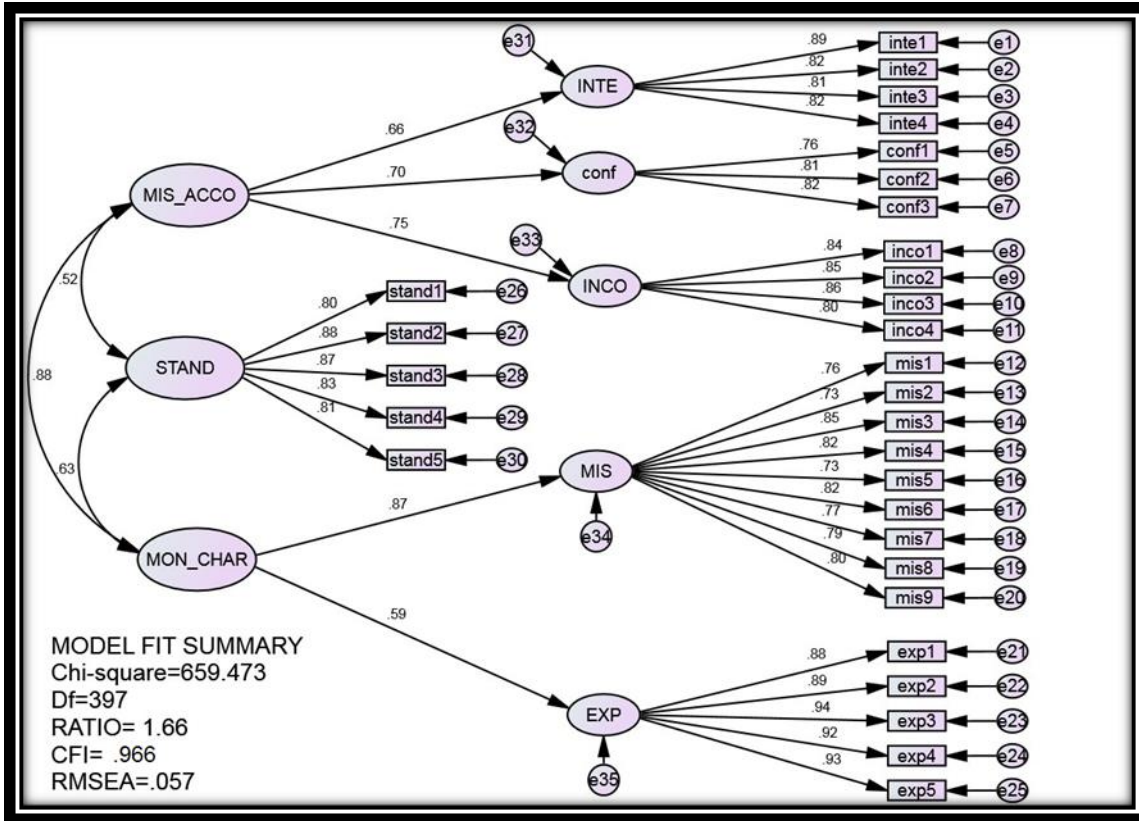 e31
.89
inte1
e1
.82
inte2
e2
INTE
.81
inte3
e3
.82
inte4
e4
.66
e32
.76
conf1
e5
.70
conf
.81
conf2
e6
.82
conf3
e7
MIS_ACCO
.75
e33
.84
inco1
e8
.85
inco2
e9
INCO
.86
inco3
e10
.80
inco4
e11
.52
.80
stand1
e26
.88
stand2
e27
STAND
.87
stand3
e28
.83
stand4
e29
.81
stand5
e30
.88
.63
.76
mis1
e12
.73
mis2
e13
.85
mis3
e14
.82
mis4
e15
MIS
.73
mis5
e16
.82
mis6
e17
.77
mis7
e18
.79
mis8
e19
.80
mis9
e20
.87
e34
MON_CHAR
.59
.88
exp1
e21
.89
exp2
e22
EXP
.94
exp3
e23
.92
exp4
e24
.93
exp5
e25
e35
MODEL FIT SUMMARY
Chi-square=659.473
Df=397
RATIO= 1.66
CFI= .966
RMSEA=.057